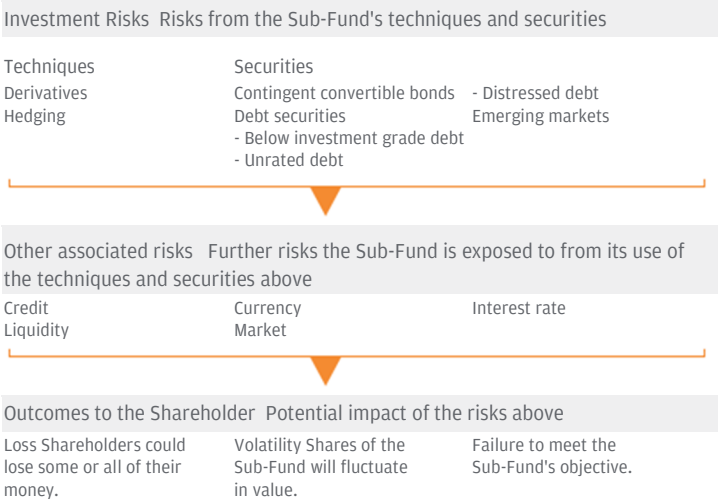 Investment Risks Risks from the Sub-Fund's techniques and securities
Techniques
Derivatives
Hedging
Securities
Contingent convertible bonds
Debt securities
- Below investment grade debt
- Unrated debt
- Distressed debt
Emerging markets
Other associated risks Further risks the Sub-Fund is exposed to from its use of
the techniques and securities above
Credit
Liquidity
Currency
Market
Interest rate
Outcomes to the Shareholder Potential impact of the risks above
Loss Shareholders could
lose some or all of their
money.
Volatility Shares of the
Sub-Fund will fluctuate
in value.
Failure to meet the
Sub-Fund's objective.